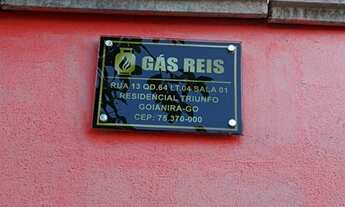 GÁS REIS
RUA 13 QD.64 LT.04 SALA 01
RESIDENCIAL TRIUNFO
GOIANIRA-GO
CEP: 75.370-000